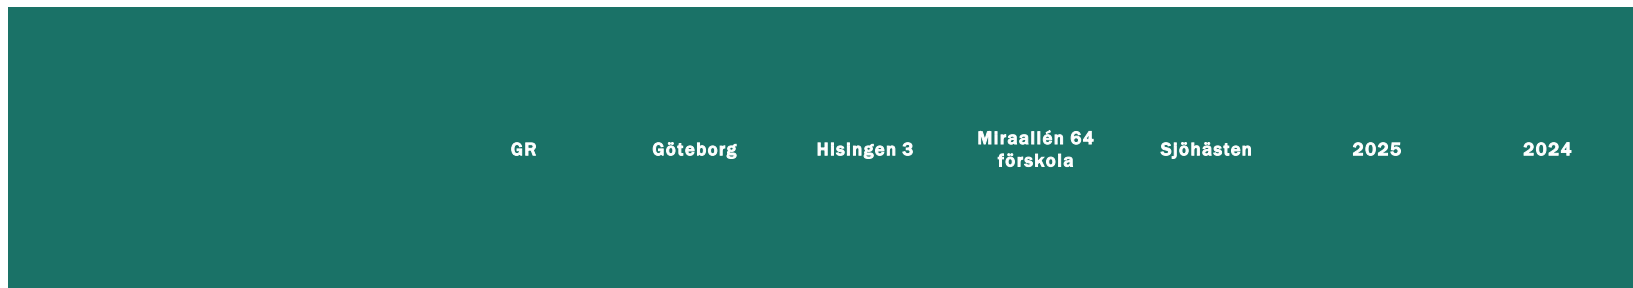 GR
Göteborg
Hisingen 3
Miraallén 64
förskola
Sjöhästen
2025
2024